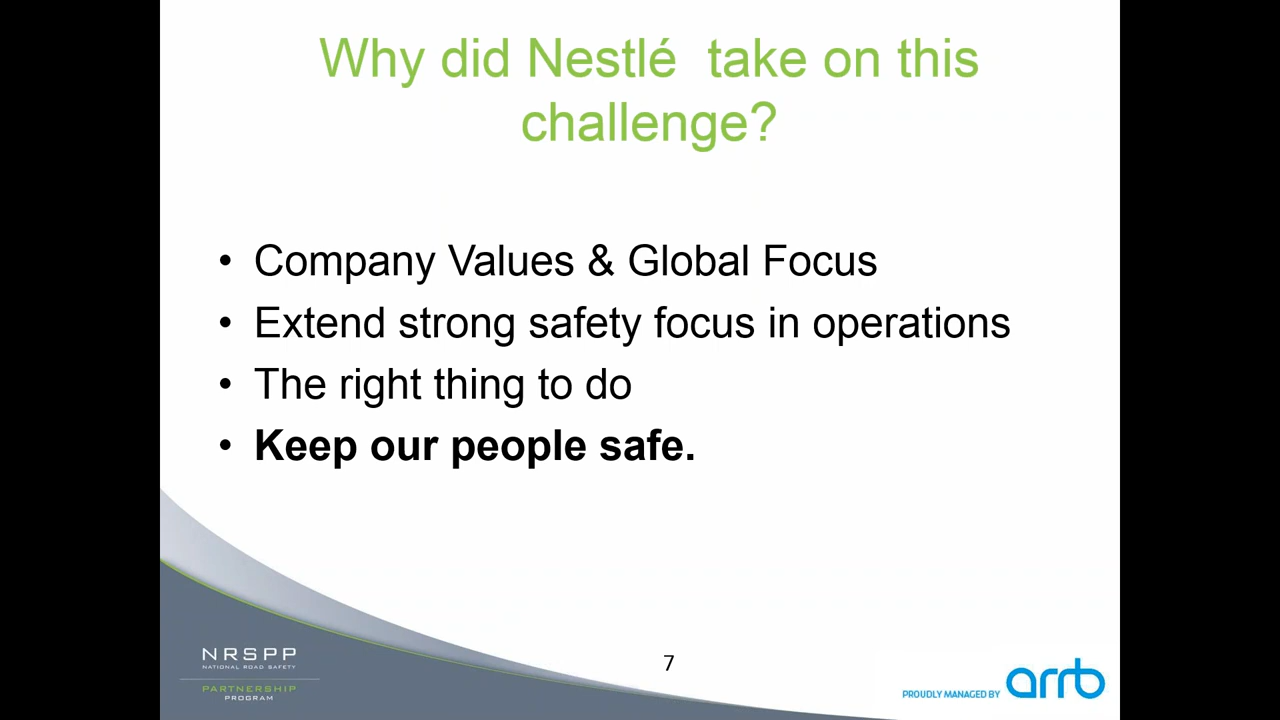 Why did Nestlé  take on this
challenge?
• Company Values & Global Focus
• Extend strong safety focus in operations
• The right thing to do
• Keep our people safe.
NRSPP
NATIONAL ROAD SAFETY
PARTNERSHIP
PROGRAM
7
PROUDLY MANAGED BY arrb